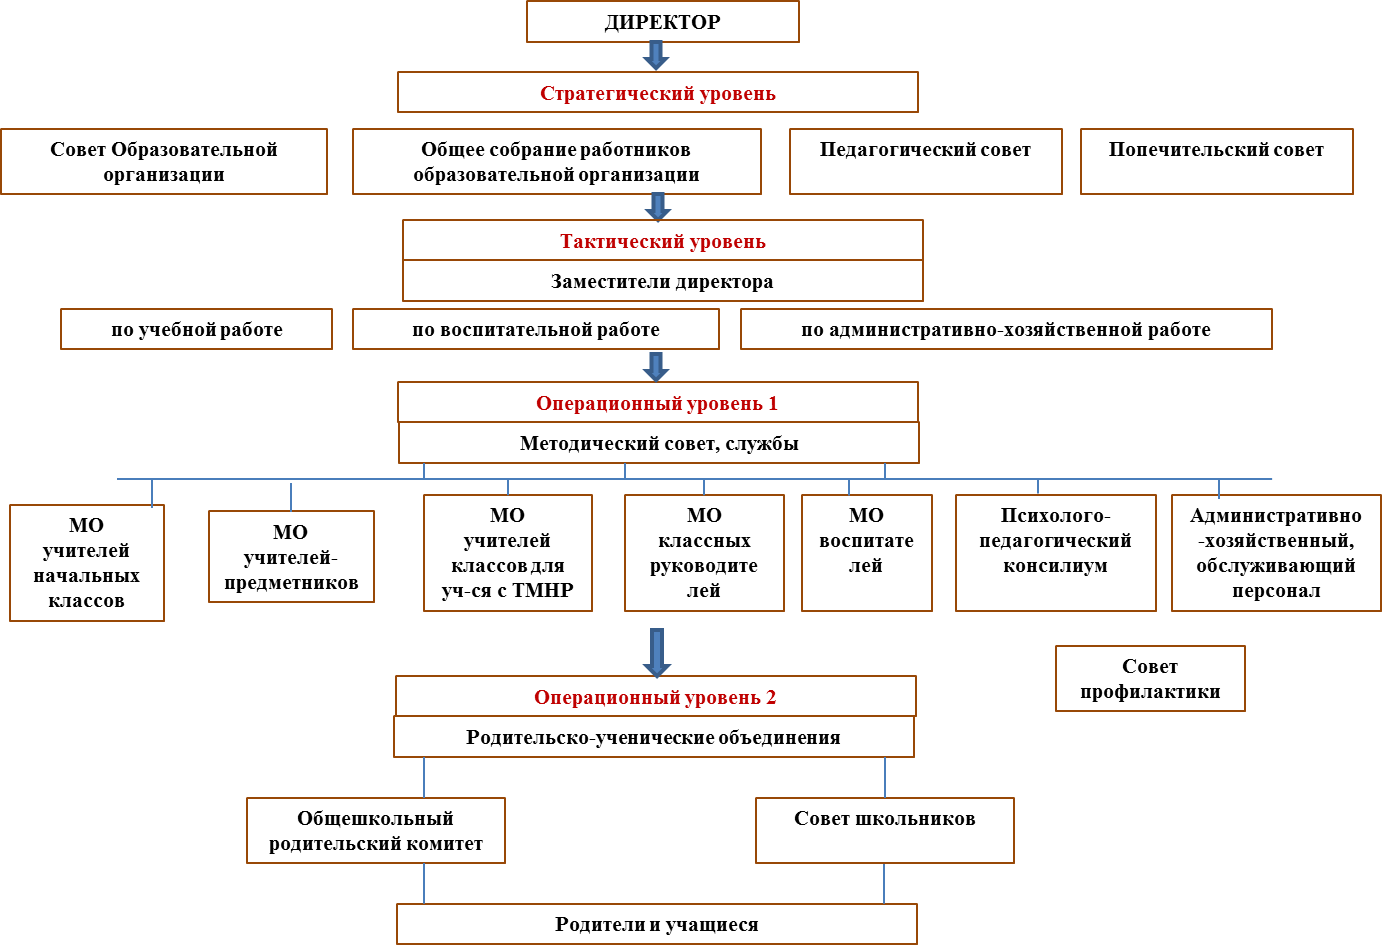 ДИРЕКТОР
Стратегический уровень
Совет Образовательной
организации
Общее собрание работников
образовательной организации
Педагогический совет
Попечительский совет
Тактический уровень
Заместители директора
по учебной работе
по воспитательной работе
по административно-хозяйственной работе
Операционный уровень 1
Методический совет, службы
МО
учителей
начальных
классов
МО
учителей-
предметников
МО
учителей
классов для
уч-ся с ТМНР
МО
классных
руководите
лей
МО
воспитате
лей
Психолого-
педагогический
консилиум
Административно
-хозяйственный,
обслуживающий
персонал
Совет
профилактики
Операционный уровень 2
Родительско-ученические объединения
Общешкольный
родительский комитет
Совет школьников
Родители и учащиеся